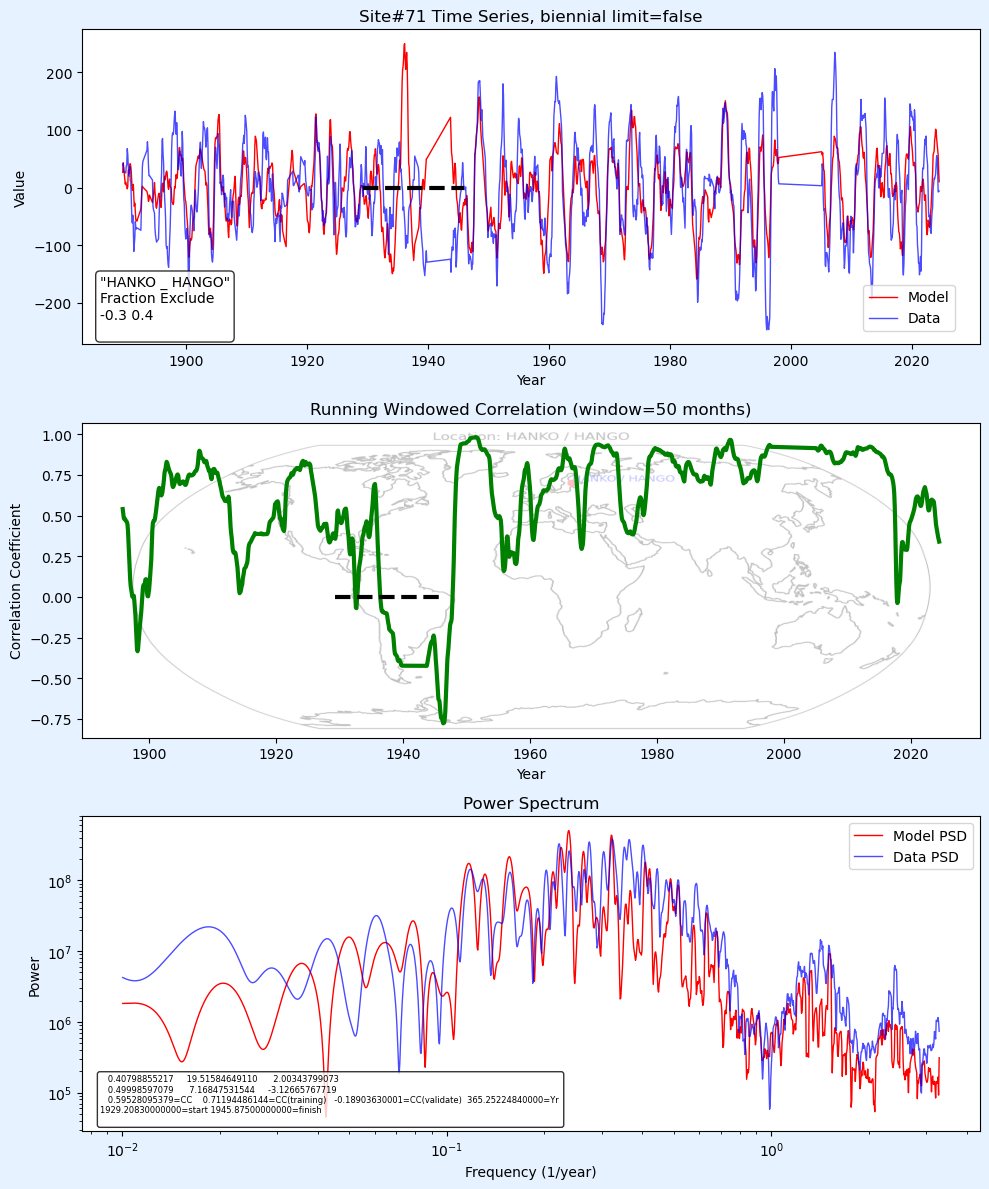 Site#71 Time Series, biennial limit=false
Value
200
100
0
−100
−200
"HANKO _ HANGO"
Fraction Exclude
-0.3 0.4
Model
Data
1900 1920 1940 1960 1980 2000 2020
Year
Running Windowed Correlation (window=50 months)
Correlation Coefficient
1.00
0.75
0.50
0.25
0.00
−0.25
−0.50
−0.75
Location: HANKO / HANGO
HANKO / HANGO
1900 1920 1940 1960 1980 2000 2020
Year
Power Spectrum
Power
10^8
10^7
10^6
10^5
Model PSD
Data PSD
0.40798855217 19.51584649110 2.00343799073
0.49998597079 7.16847531544 -3.12665767719
0.59528095379=CC 0.71194486144=CC(training) -0.18903630001=CC(validate) 365.25224840000=Yr
1929.20830000000=start 1945.87500000000=finish
10^−2 10^−1 10^0
Frequency (1/year)